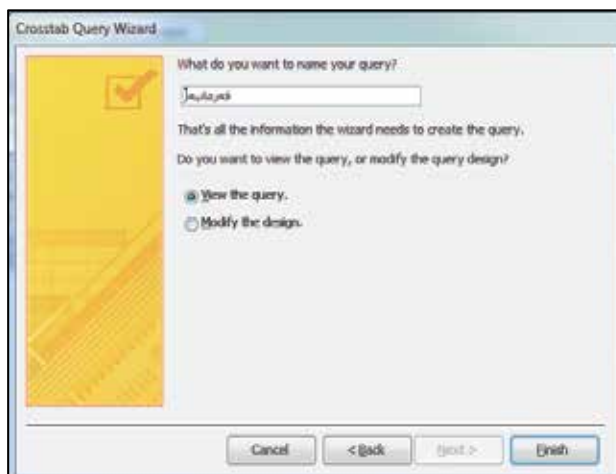 Crosstab Query Wizard
What do you want to name your query?
That's all the information the wizard needs to create the query.
Do you want to view the query, or modify the query design?
View the query.
Modify the design.
Cancel
< Back
Next >
Finish